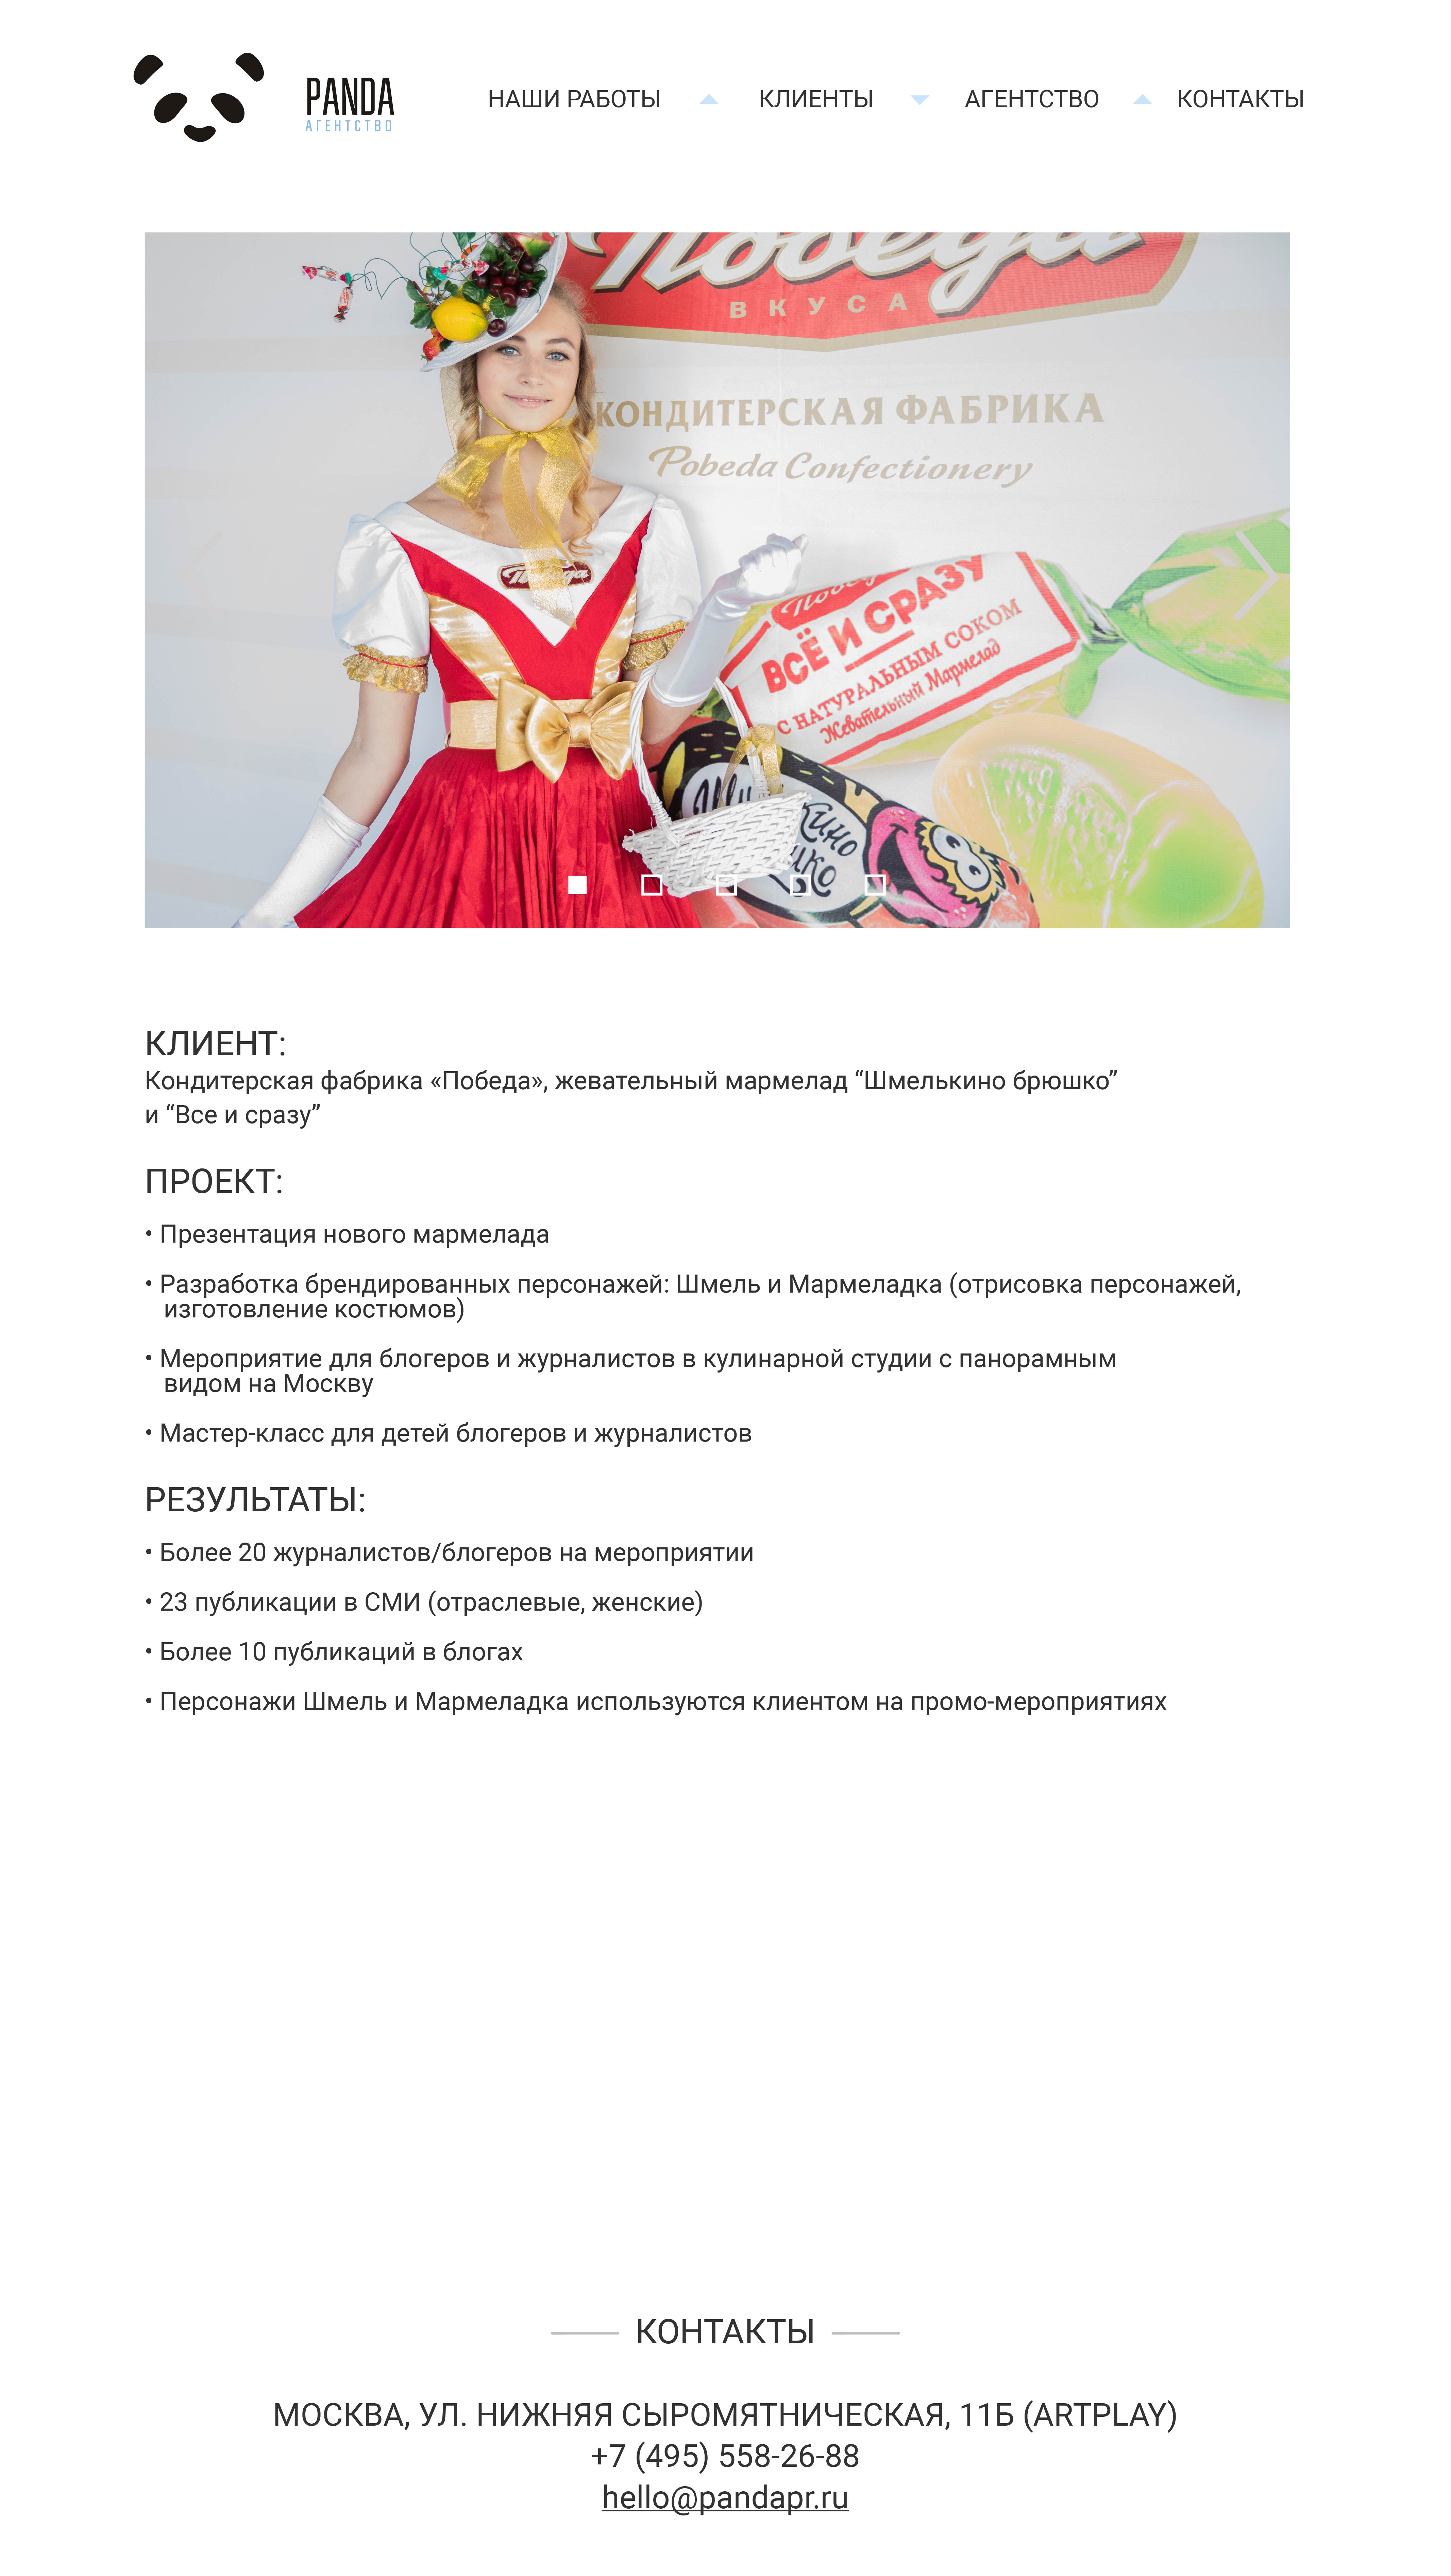 PANDA
АГЕНТСТВО
НАШИ РАБОТЫ
КЛИЕНТЫ
АГЕНТСТВО
КОНТАКТЫ
Победа
ВКУСА
КОНДИТЕРСКАЯ ФАБРИКА
Pobeda Confectionery
Победа
ВСЁ И СРАЗУ
С НАТУРАЛЬНЫМ СОКОМ
Жевательный Мармелад
КЛИЕНТ:
Кондитерская фабрика «Победа», жевательный мармелад “Шмелькино брюшко”
и “Все и сразу”
ПРОЕКТ:
• Презентация нового мармелада
• Разработка брендированных персонажей: Шмель и Мармеладка (отрисовка персонажей,
изготовление костюмов)
• Мероприятие для блогеров и журналистов в кулинарной студии с панорамным
видом на Москву
• Мастер-класс для детей блогеров и журналистов
РЕЗУЛЬТАТЫ:
• Более 20 журналистов/блогеров на мероприятии
• 23 публикации в СМИ (отраслевые, женские)
• Более 10 публикаций в блогах
• Персонажи Шмель и Мармеладка используются клиентом на промо-мероприятиях
КОНТАКТЫ
МОСКВА, УЛ. НИЖНЯЯ СЫРОМЯТНИЧЕСКАЯ, 11Б (ARTPLAY)
+7 (495) 558-26-88
hello@pandapr.ru